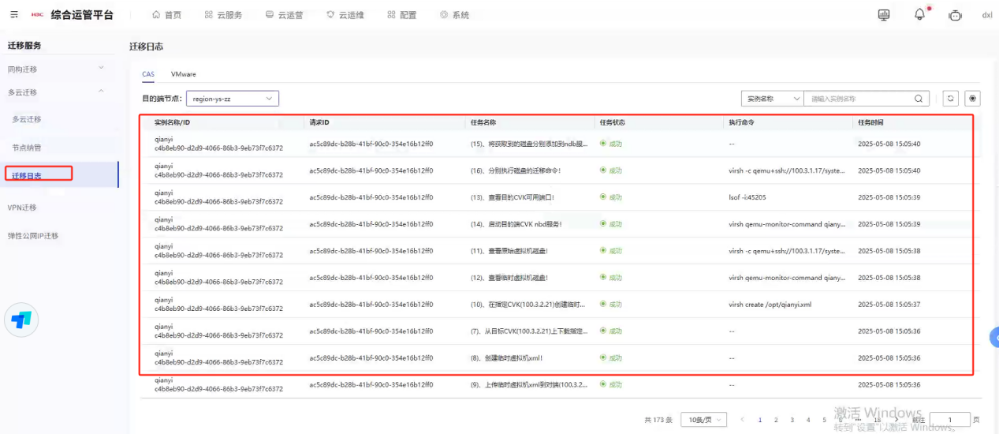 H3C 综合运管平台 首页 云服务 云运营 云运维 配置 系统 dxl
迁移服务
同构迁移
多云迁移
多云迁移
节点纳管
迁移日志
VPN迁移
弹性公网IP迁移
迁移日志
CAS VMware
目的端节点: region-ys-zz 实例名称 请输入实例名称
实例名称/ID 请求ID 任务名称 任务状态 执行命令 任务时间
qianyi
c4b8eb90-d2d9-4066-86b3-9eb73f7c6372 ac5c89dc-b28b-41bf-90c0-354e16b12ff0 (15)、将获取到的磁盘分别添加到ndb服... 成功 -- 2025-05-08 15:05:40
qianyi
c4b8eb90-d2d9-4066-86b3-9eb73f7c6372 ac5c89dc-b28b-41bf-90c0-354e16b12ff0 (16)、分别执行磁盘的迁移命令! 成功 virsh -c qemu+ssh://100.3.1.17/syste... 2025-05-08 15:05:40
qianyi
c4b8eb90-d2d9-4066-86b3-9eb73f7c6372 ac5c89dc-b28b-41bf-90c0-354e16b12ff0 (13)、查看目的CVK可用端口! 成功 lsof -i:45205 2025-05-08 15:05:39
qianyi
c4b8eb90-d2d9-4066-86b3-9eb73f7c6372 ac5c89dc-b28b-41bf-90c0-354e16b12ff0 (14)、启动目的端CVK nbd服务! 成功 virsh qemu-monitor-command qianyi... 2025-05-08 15:05:39
qianyi
c4b8eb90-d2d9-4066-86b3-9eb73f7c6372 ac5c89dc-b28b-41bf-90c0-354e16b12ff0 (11)、查看原始虚拟机磁盘! 成功 virsh -c qemu+ssh://100.3.1.17/syste... 2025-05-08 15:05:38
qianyi
c4b8eb90-d2d9-4066-86b3-9eb73f7c6372 ac5c89dc-b28b-41bf-90c0-354e16b12ff0 (12)、查看临时虚拟机磁盘! 成功 virsh qemu-monitor-command qiany... 2025-05-08 15:05:38
qianyi
c4b8eb90-d2d9-4066-86b3-9eb73f7c6372 ac5c89dc-b28b-41bf-90c0-354e16b12ff0 (10)、在指定CVK(100.3.2.21)创建临时... 成功 virsh create /opt/qianyi.xml 2025-05-08 15:05:37
qianyi
c4b8eb90-d2d9-4066-86b3-9eb73f7c6372 ac5c89dc-b28b-41bf-90c0-354e16b12ff0 (7)、从目标CVK(100.3.2.21)上下载指定... 成功 -- 2025-05-08 15:05:36
qianyi
c4b8eb90-d2d9-4066-86b3-9eb73f7c6372 ac5c89dc-b28b-41bf-90c0-354e16b12ff0 (8)、创建临时虚拟机xml! 成功 -- 2025-05-08 15:05:36
qianyi
c4b8eb90-d2d9-4066-86b3-9eb73f7c6372 ac5c89dc-b28b-41bf-90c0-354e16b12ff0 (9)、上传临时虚拟机xml到对端(100.3.2... 成功 -- 2025-05-08 15:05:36
共 173 条 10条/页 1 2 3 4 5 6 ... 18 前往 1 页
激活 Windows
转到"设置"以激活 Windows。